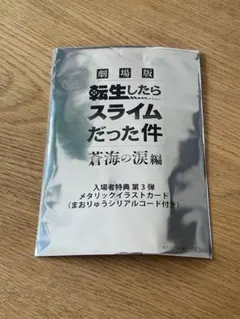 劇場版
転生したら
スライム
だった件
蒼海の涙編
入場者特典 第3弾
メタリックイラストカード
(まおりゅうシリアルコード付き)